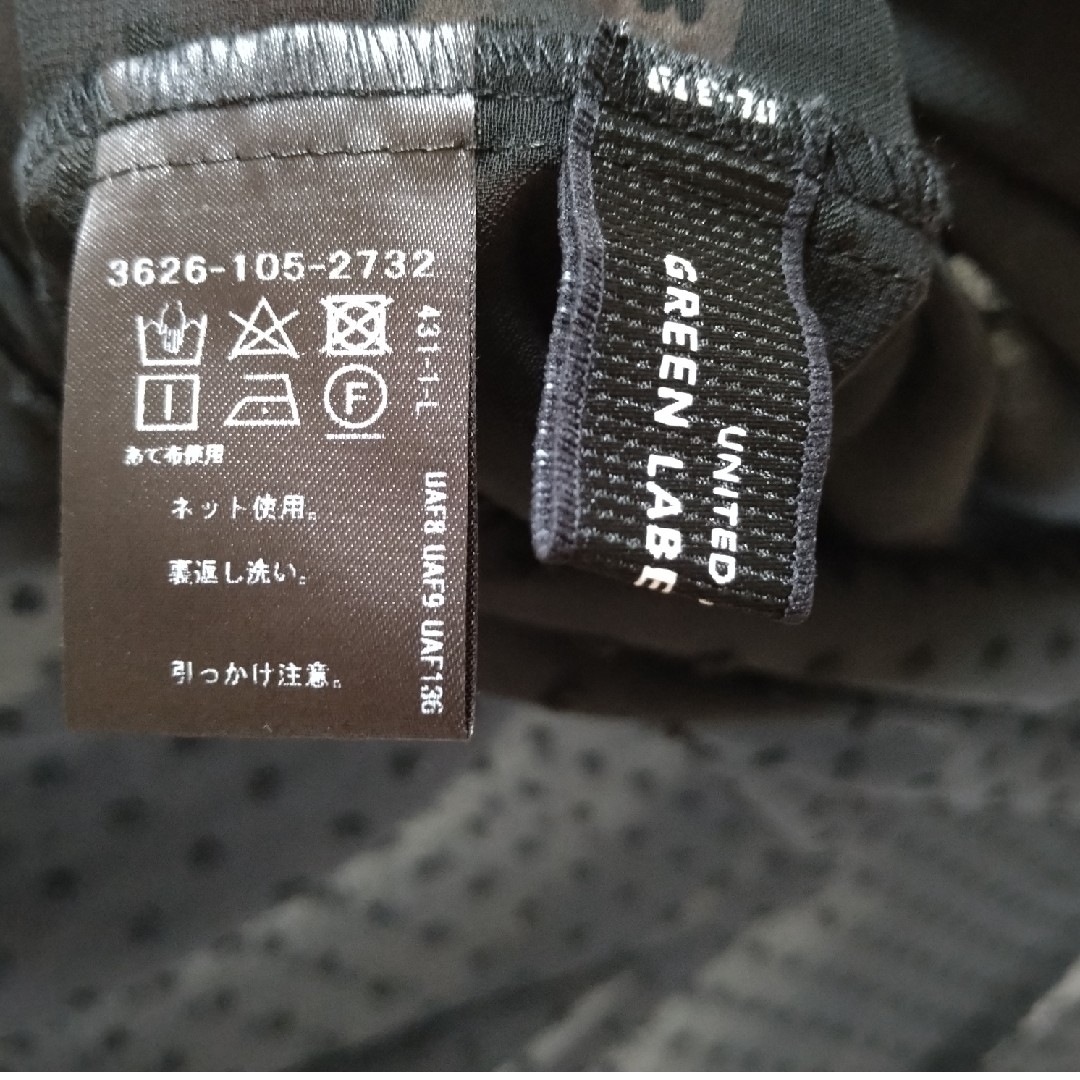 3626-105-2732
431-1-L
F
あて布使用
ネット使用。
裏返し洗い。
引っかけ注意。
UAF8 UAF9 UAF136
GREEN LABE
UNITED